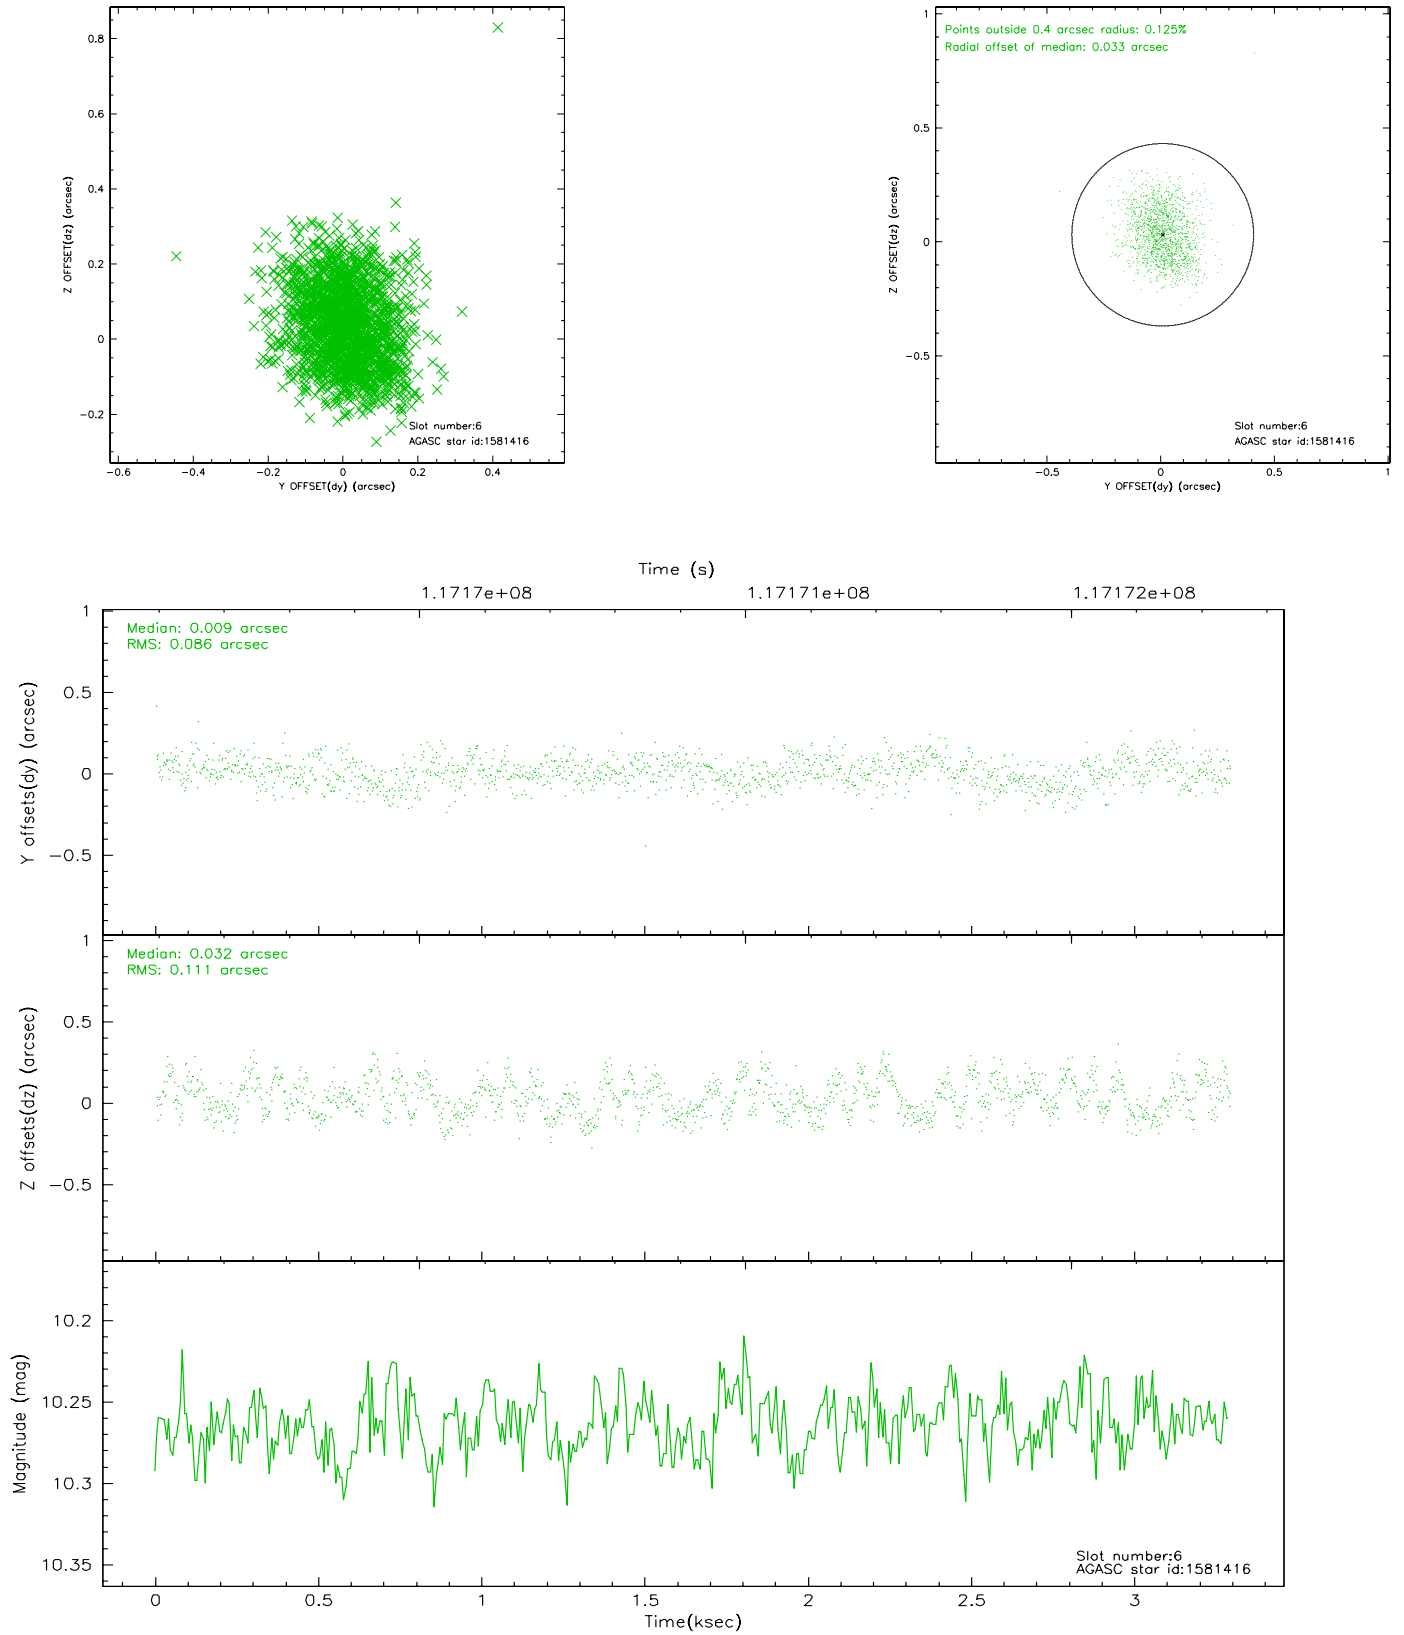 0.8
0.6
0.4
0.2
0
−0.2
Z OFFSET(dz) (arcsec)
Slot number:6
AGASC star id:1581416
−0.6 −0.4 −0.2 0 0.2 0.4
Y OFFSET(dy) (arcsec)
1
0.5
0
−0.5
Z OFFSET(dz) (arcsec)
Points outside 0.4 arcsec radius: 0.125%
Radial offset of median: 0.033 arcsec
Slot number:6
AGASC star id:1581416
−0.5 0 0.5 1
Y OFFSET(dy) (arcsec)
Time (s)
1.1717e+08 1.17171e+08 1.17172e+08
Median: 0.009 arcsec
RMS: 0.086 arcsec
1
0.5
0
−0.5
Y offsets(dy) (arcsec)
Median: 0.032 arcsec
RMS: 0.111 arcsec
1
0.5
0
−0.5
Z offsets(dz) (arcsec)
10.2
10.25
10.3
10.35
Magnitude (mag)
Slot number:6
AGASC star id:1581416
0 0.5 1 1.5 2 2.5 3
Time(ksec)